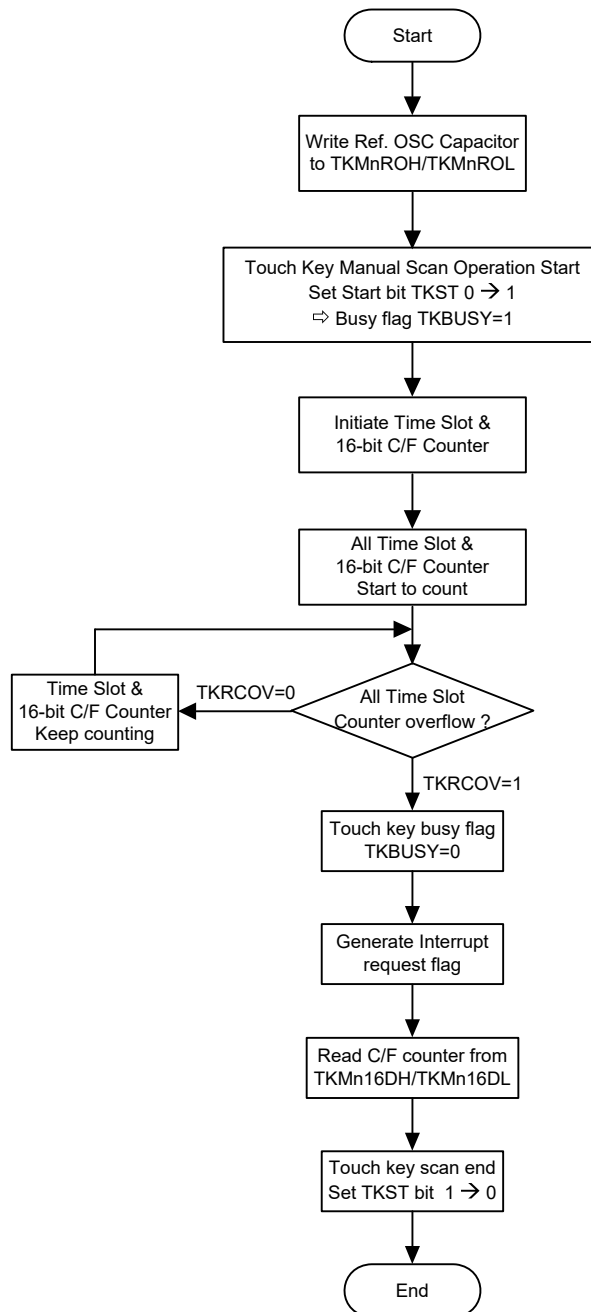 Start
Write Ref. OSC Capacitor
to TKMnROH/TKMnROL
Touch Key Manual Scan Operation Start
Set Start bit TKST 0 → 1
⇨ Busy flag TKBUSY=1
Initiate Time Slot &
16-bit C/F Counter
All Time Slot &
16-bit C/F Counter
Start to count
All Time Slot
Counter overflow ?
TKRCOV=0
Time Slot &
16-bit C/F Counter
Keep counting
TKRCOV=1
Touch key busy flag
TKBUSY=0
Generate Interrupt
request flag
Read C/F counter from
TKMn16DH/TKMn16DL
Touch key scan end
Set TKST bit 1 → 0
End